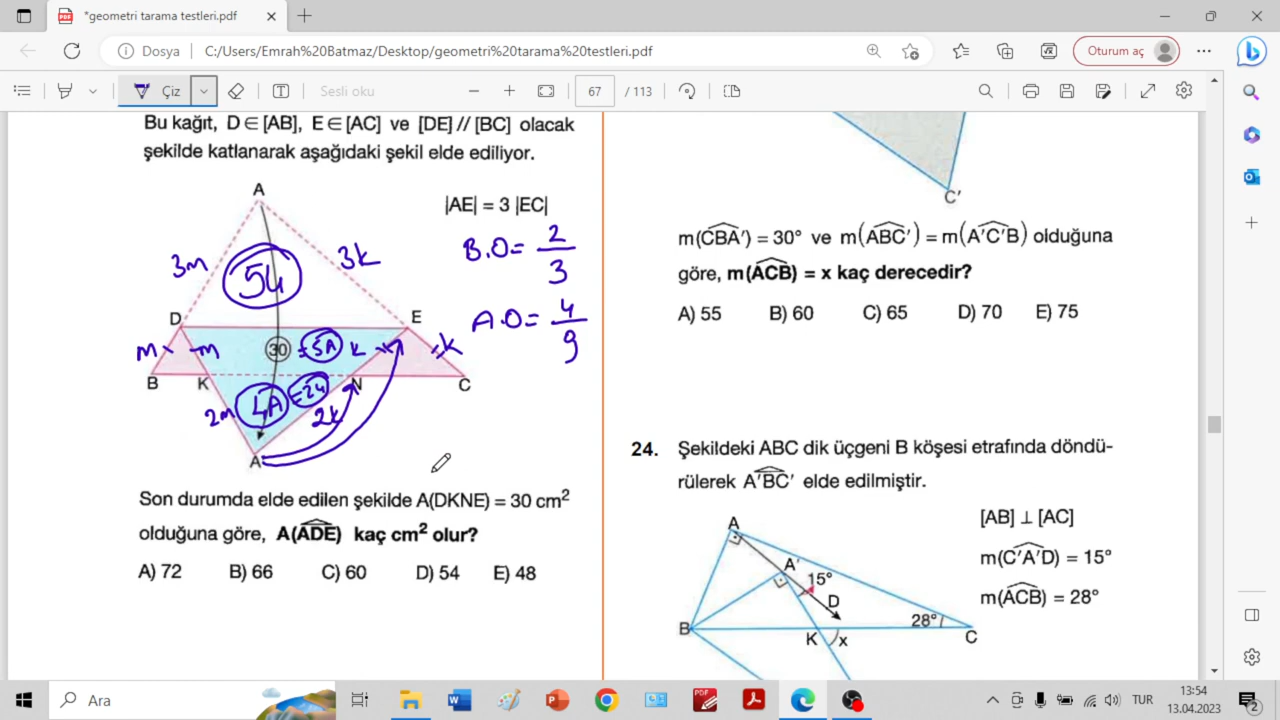 *geometri tarama testleri.pdf
Dosya
C:/Users/Emrah%20Batmaz/Desktop/geometri%20tarama%20testleri.pdf
Oturum aç
Çiz
Sesli oku
67 / 113
Bu kağıt, D ∈ [AB], E ∈ [AC] ve [DE] // [BC] olacak
şekilde katlanarak aşağıdaki şekil elde ediliyor.
A
|AE| = 3 |EC|
B.O = 2/3
3m
3k
54
A.O = 4/9
D
E
m
m
30 = 5A
k
k
B
K
N
C
2m
4A = 24
2k
A
Son durumda elde edilen şekilde A(DKNE) = 30 cm²
olduğuna göre, A(ADE) kaç cm² olur?
A) 72 B) 66 C) 60 D) 54 E) 48
C′
m(CBA′) = 30° ve m(ABC′) = m(A′C′B) olduğuna
göre, m(ACB) = x kaç derecedir?
A) 55 B) 60 C) 65 D) 70 E) 75
24. Şekildeki ABC dik üçgeni B köşesi etrafında döndü-
rülerek A′BC′ elde edilmiştir.
A
[AB] ⊥ [AC]
m(C′A′D) = 15°
m(ACB) = 28°
A′
15°
D
28°
B
K
x
C
Ara
TUR
13:54
13.04.2023
2